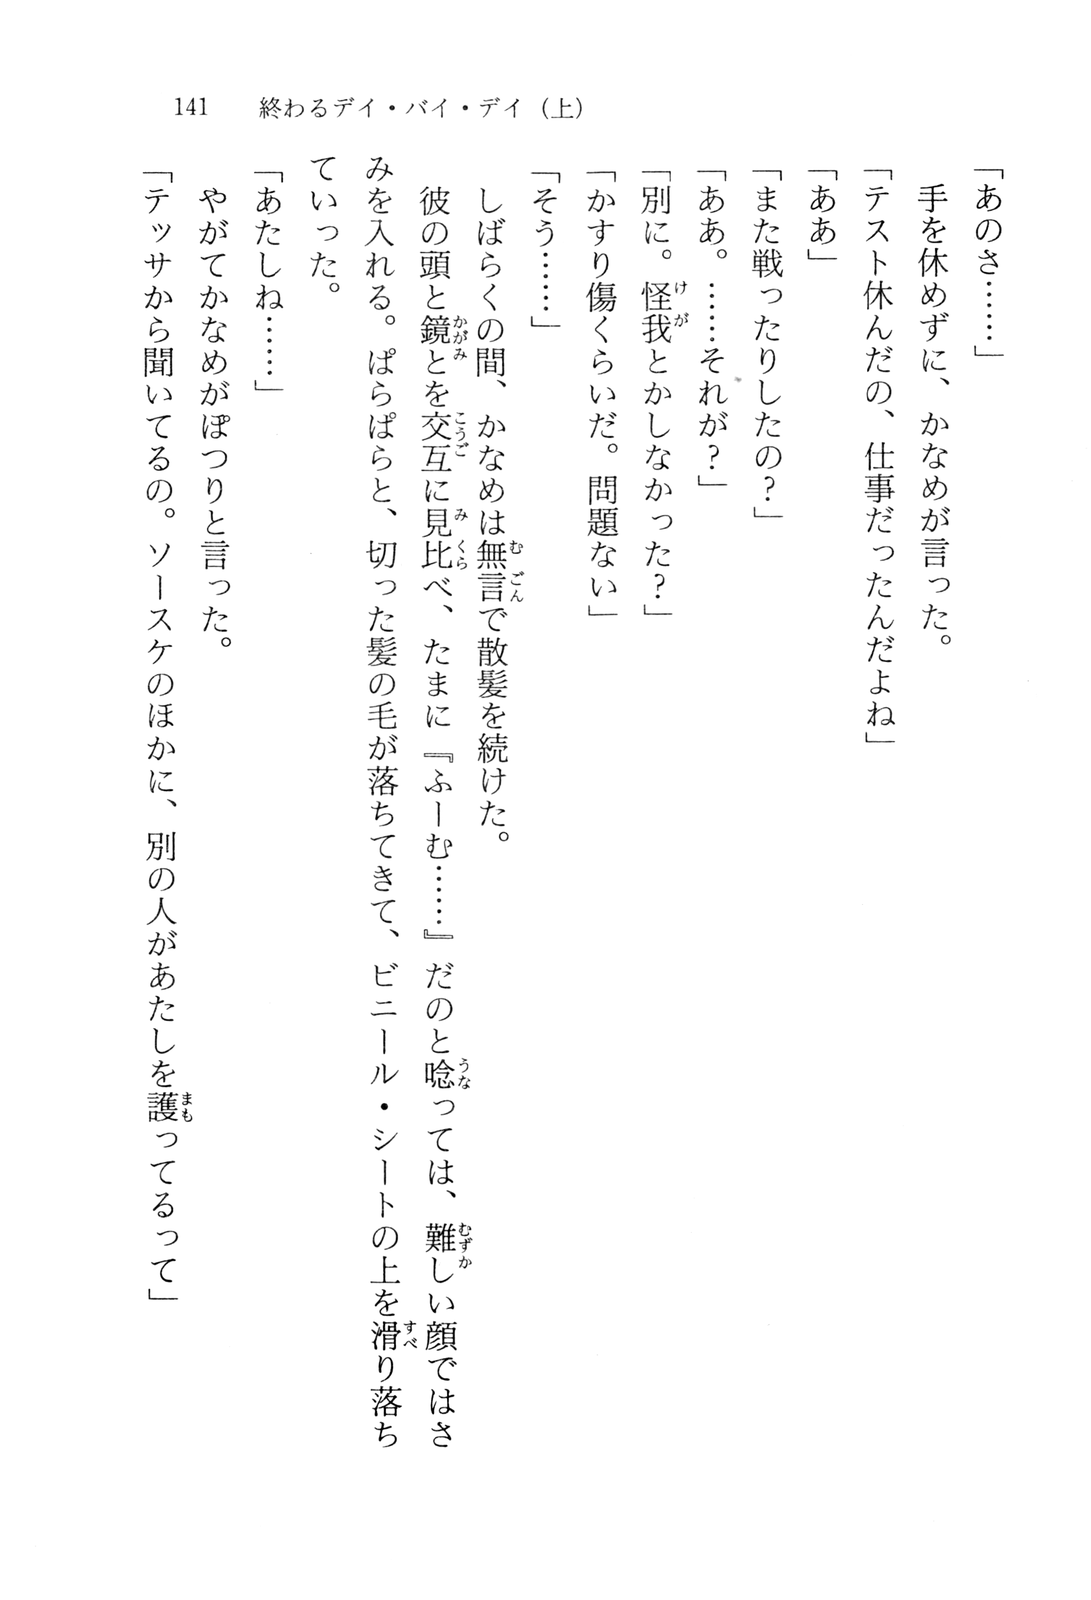 141　終わるデイ・バイ・デイ（上）
「あのさ……」
　手を休めずに、かなめが言った。
「テスト休んだの、仕事だったんだよね」
「ああ」
「また戦ったりしたの？」
「ああ。……それが？」
「別に。怪我とかしなかった？」
「かすり傷くらいだ。問題ない」
「そう……」
　しばらくの間、かなめは無言で散髪を続けた。
　彼の頭と鏡とを交互に見比べ、たまに『ふーむ……』だのと唸っては、難しい顔ではさ
みを入れる。ぱらぱらと、切った髪の毛が落ちてきて、ビニール・シートの上を滑り落ち
ていった。
「あたしね……」
　やがてかなめがぽつりと言った。
「テッサから聞いてるの。ソースケのほかに、別の人があたしを護ってるって」